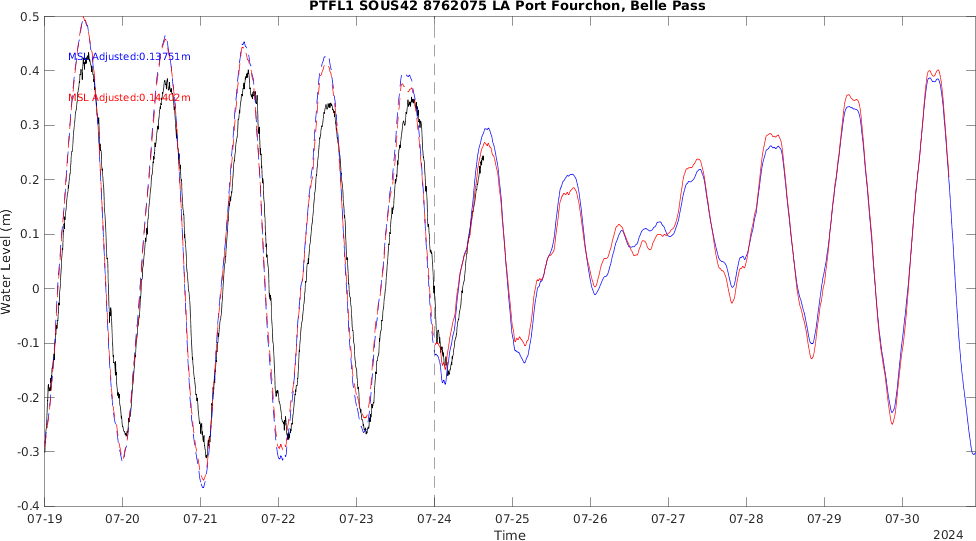 PTFL1 SOUS42 8762075 LA Port Fourchon, Belle Pass
MSL Adjusted:0.13751m
MSL Adjusted:0.14402m
Water Level (m)
0.5
0.4
0.3
0.2
0.1
0
-0.1
-0.2
-0.3
-0.4
07-19 07-20 07-21 07-22 07-23 07-24 07-25 07-26 07-27 07-28 07-29 07-30
Time
2024